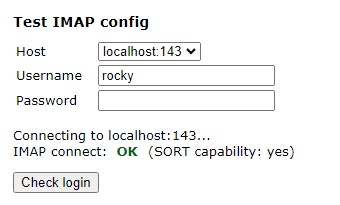 Test IMAP config
Host localhost:143
Username rocky
Password
Connecting to localhost:143...
IMAP connect: OK (SORT capability: yes)
Check login